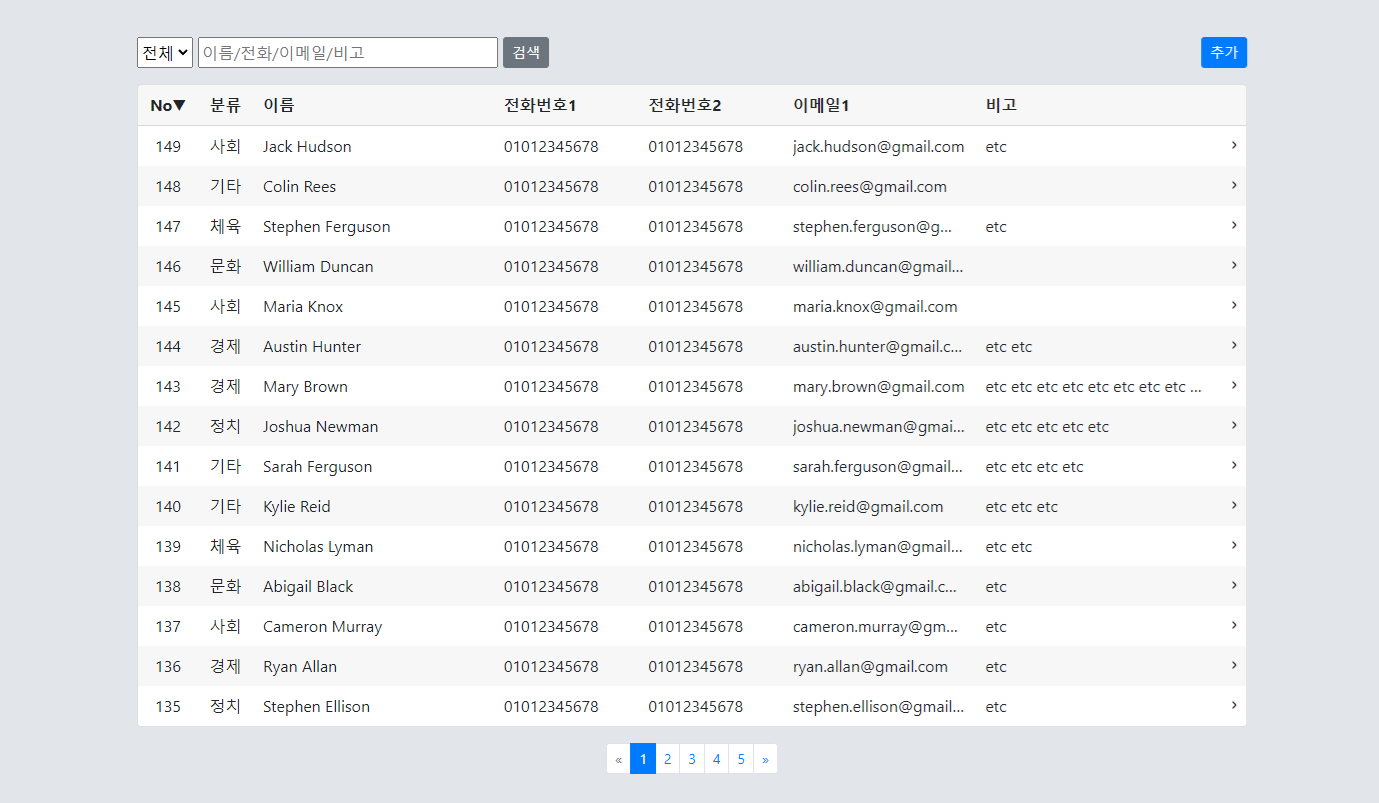 전체 이름/전화/이메일/비고 검색 추가
No▼ 분류 이름 전화번호1 전화번호2 이메일1 비고
149 사회 Jack Hudson 01012345678 01012345678 jack.hudson@gmail.com etc ›
148 기타 Colin Rees 01012345678 01012345678 colin.rees@gmail.com ›
147 체육 Stephen Ferguson 01012345678 01012345678 stephen.ferguson@g... etc ›
146 문화 William Duncan 01012345678 01012345678 william.duncan@gmail... ›
145 사회 Maria Knox 01012345678 01012345678 maria.knox@gmail.com ›
144 경제 Austin Hunter 01012345678 01012345678 austin.hunter@gmail.c... etc etc ›
143 경제 Mary Brown 01012345678 01012345678 mary.brown@gmail.com etc etc etc etc etc etc etc etc ... ›
142 정치 Joshua Newman 01012345678 01012345678 joshua.newman@gmai... etc etc etc etc etc ›
141 기타 Sarah Ferguson 01012345678 01012345678 sarah.ferguson@gmail... etc etc etc etc ›
140 기타 Kylie Reid 01012345678 01012345678 kylie.reid@gmail.com etc etc etc ›
139 체육 Nicholas Lyman 01012345678 01012345678 nicholas.lyman@gmail... etc etc ›
138 문화 Abigail Black 01012345678 01012345678 abigail.black@gmail.c... etc ›
137 사회 Cameron Murray 01012345678 01012345678 cameron.murray@gm... etc ›
136 경제 Ryan Allan 01012345678 01012345678 ryan.allan@gmail.com etc ›
135 정치 Stephen Ellison 01012345678 01012345678 stephen.ellison@gmail... etc ›
« 1 2 3 4 5 »